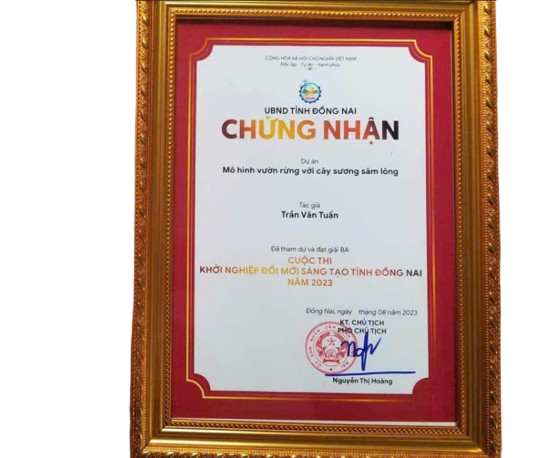 CỘNG HÒA XÃ HỘI CHỦ NGHĨA VIỆT NAM
Độc lập - Tự do - Hạnh phúc
UBND TỈNH ĐỒNG NAI
CHỨNG NHẬN
Dự án
Mô hình vườn rừng với cây sương sâm lông
Tác giả
Trần Văn Tuấn
Đã tham dự và đạt giải BA
CUỘC THI
KHỞI NGHIỆP ĐỔI MỚI SÁNG TẠO TỈNH ĐỒNG NAI
NĂM 2023
Đồng Nai, ngày tháng 08 năm 2023
KT. CHỦ TỊCH
PHÓ CHỦ TỊCH
Nguyễn Thị Hoàng